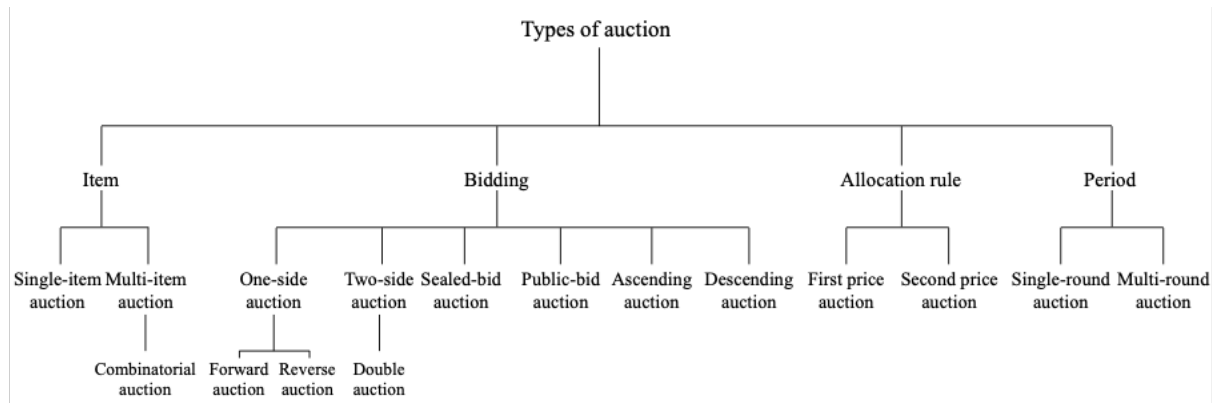 Types of auction
Item
Bidding
Allocation rule
Period
Single-item
auction
Multi-item
auction
One-side
auction
Two-side
auction
Sealed-bid
auction
Public-bid
auction
Ascending
auction
Descending
auction
First price
auction
Second price
auction
Single-round
auction
Multi-round
auction
Combinatorial
auction
Forward
auction
Reverse
auction
Double
auction